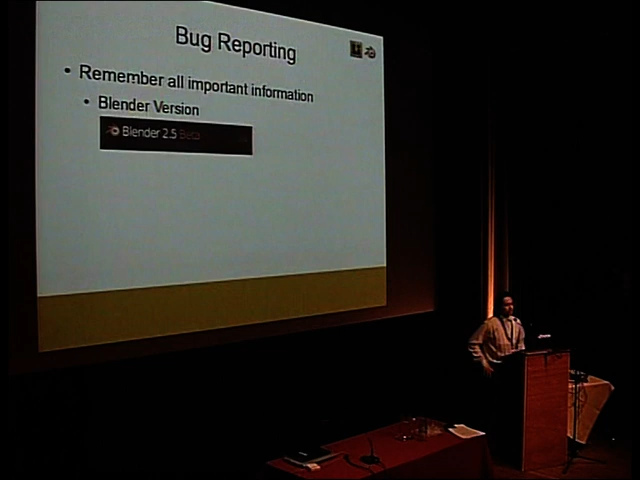 Bug Reporting
• Remember all important information
• Blender Version
Blender 2.5 Beta